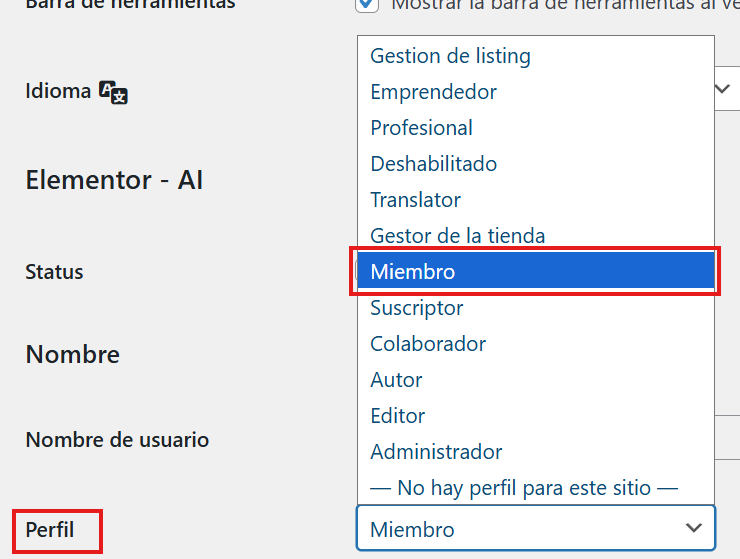 Barra de herramientas
Mostrar la barra de herramientas al ve
Gestion de listing
Emprendedor
Idioma
Profesional
Deshabilitado
Elementor - AI
Translator
Gestor de la tienda
Status
Miembro
Suscriptor
Nombre
Colaborador
Autor
Editor
Nombre de usuario
Administrador
— No hay perfil para este sitio —
Perfil
Miembro